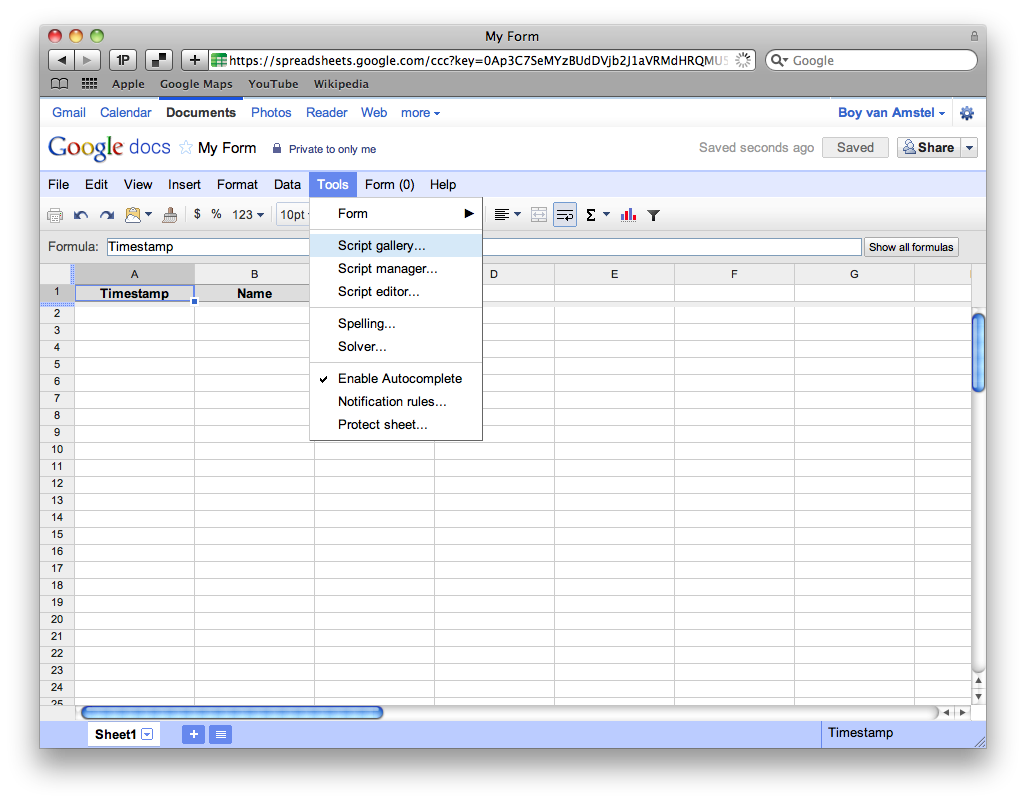 My Form
1P + https://spreadsheets.google.com/ccc?key=0Ap3C7SeMYzBUdDVjb2J1aVRMdHRQMU5 Google
Apple Google Maps YouTube Wikipedia
Gmail Calendar Documents Photos Reader Web more Boy van Amstel
Google docs My Form Private to only me Saved seconds ago Saved Share
File Edit View Insert Format Data Tools Form (0) Help
$ % 123 10pt Σ
Form
Formula: Timestamp Show all formulas
Script gallery...
Script manager...
Script editor...
Spelling...
Solver...
Enable Autocomplete
Notification rules...
Protect sheet...
A B D E F G
1 Timestamp Name
2
3
4
5
6
7
8
9
10
11
12
13
14
15
16
17
18
19
20
21
22
23
24
25
Sheet1 + Timestamp